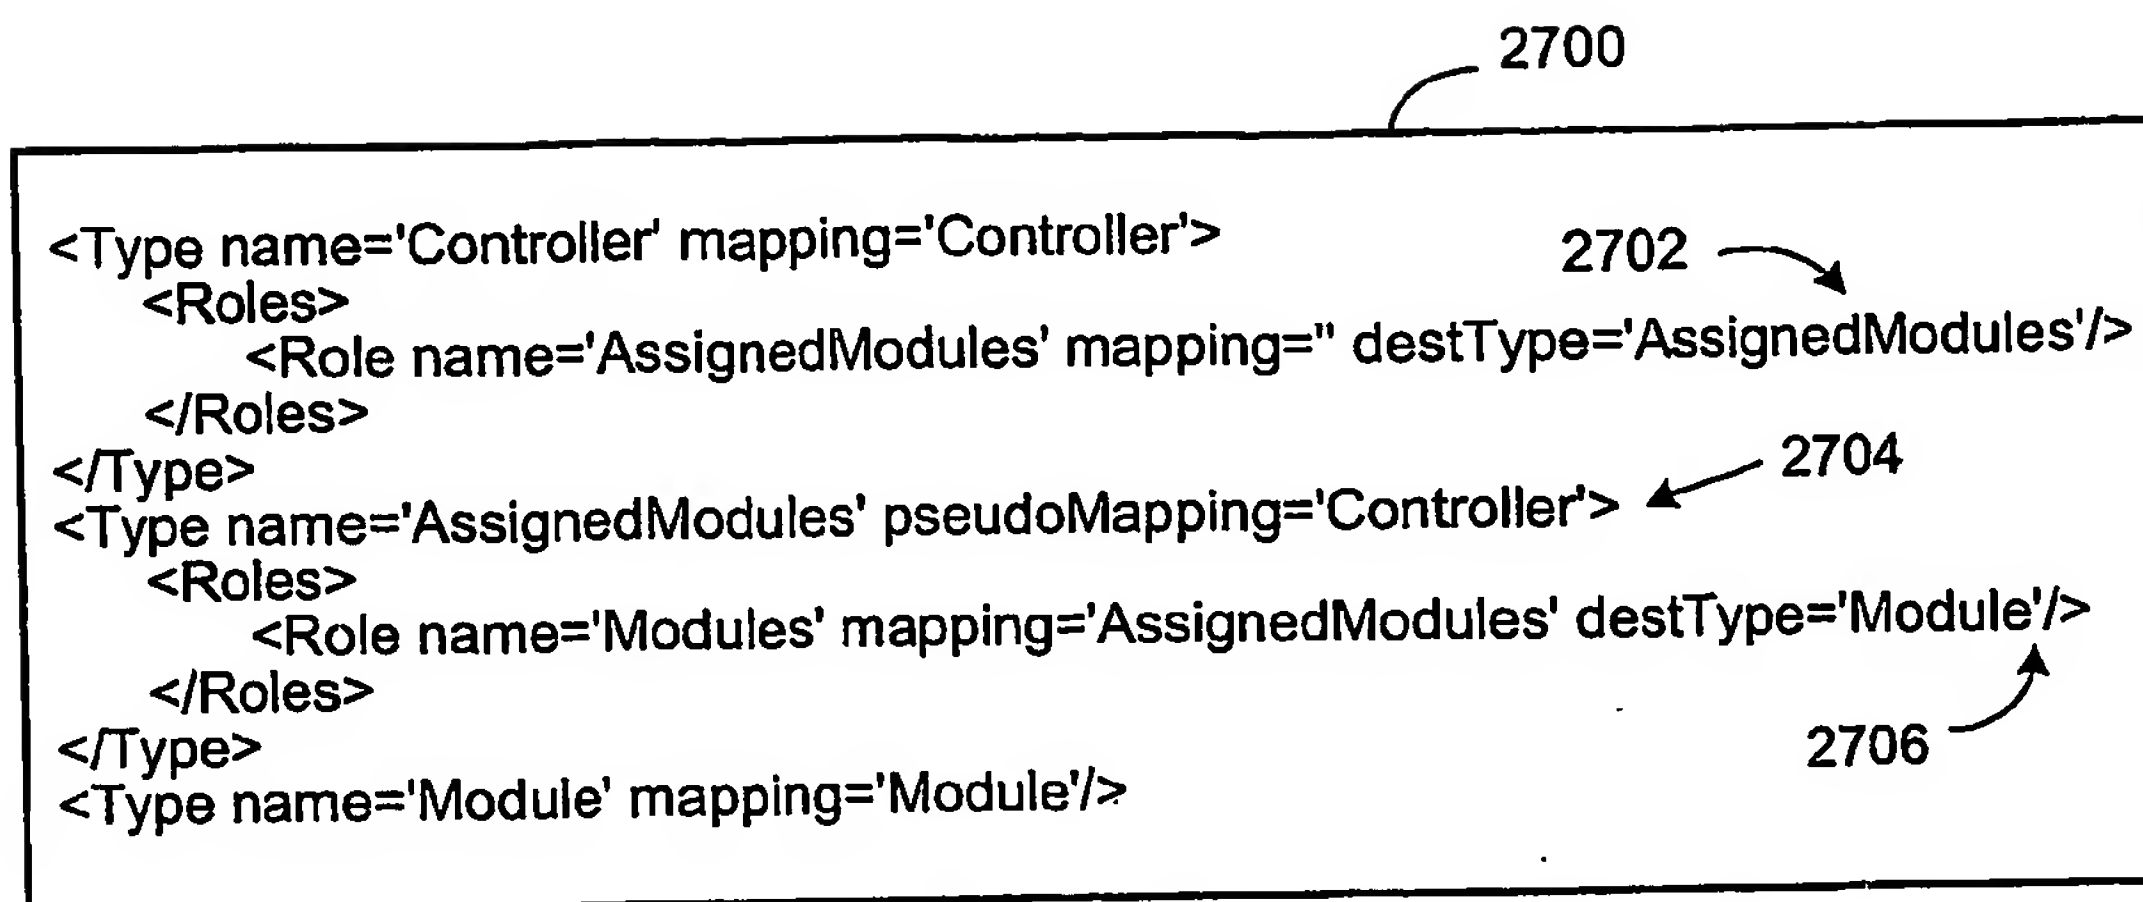 2700
<Type name='Controller' mapping='Controller'>
2702
<Roles>
<Role name='AssignedModules' mapping='' destType='AssignedModules'/>
</Roles>
</Type>
2704
<Type name='AssignedModules' pseudoMapping='Controller'>
<Roles>
<Role name='Modules' mapping='AssignedModules' destType='Module'/>
</Roles>
</Type>
2706
<Type name='Module' mapping='Module'/>